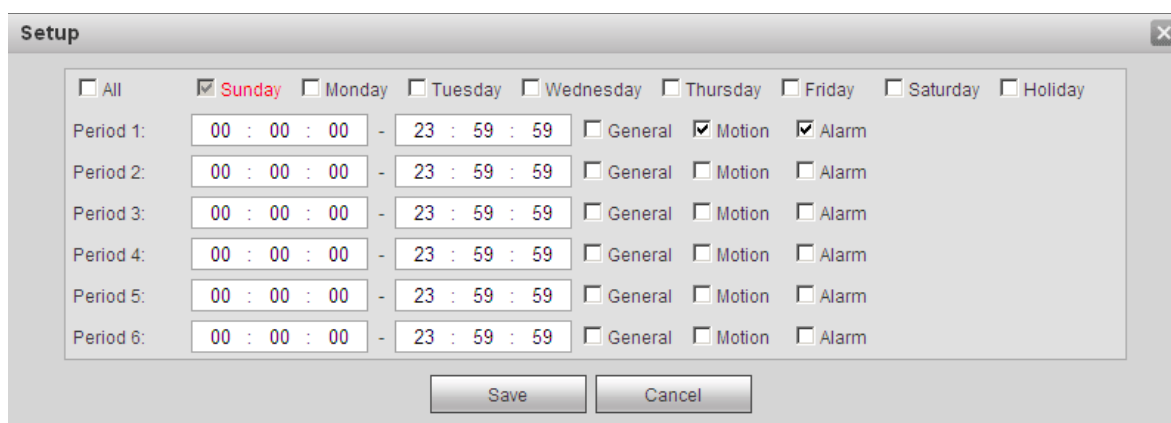 Setup
All Sunday Monday Tuesday Wednesday Thursday Friday Saturday Holiday
Period 1: 00 : 00 : 00 - 23 : 59 : 59 General Motion Alarm
Period 2: 00 : 00 : 00 - 23 : 59 : 59 General Motion Alarm
Period 3: 00 : 00 : 00 - 23 : 59 : 59 General Motion Alarm
Period 4: 00 : 00 : 00 - 23 : 59 : 59 General Motion Alarm
Period 5: 00 : 00 : 00 - 23 : 59 : 59 General Motion Alarm
Period 6: 00 : 00 : 00 - 23 : 59 : 59 General Motion Alarm
Save Cancel